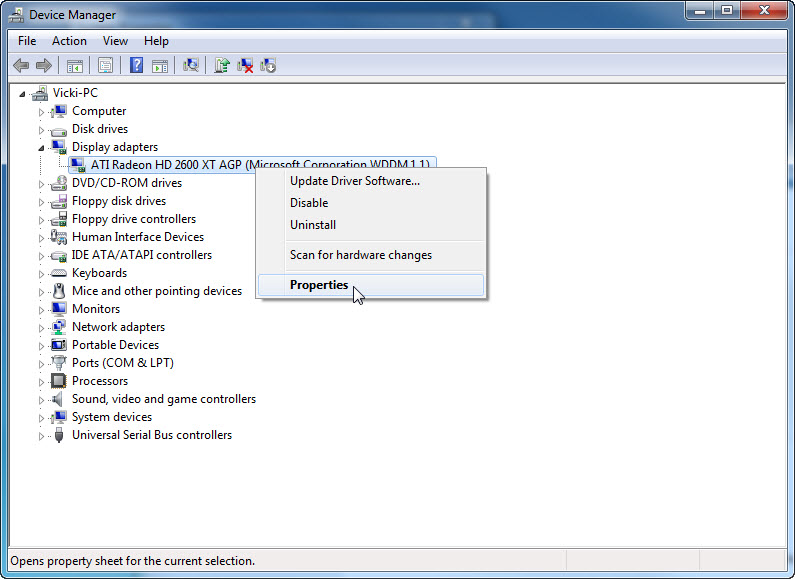 Device Manager
File Action View Help
Vicki-PC
Computer
Disk drives
Display adapters
ATI Radeon HD 2600 XT AGP (Microsoft Corporation WDDM 1.1)
Update Driver Software...
DVD/CD-ROM drives
Floppy disk drives
Disable
Floppy drive controllers
Uninstall
Human Interface Devices
IDE ATA/ATAPI controllers
Scan for hardware changes
Keyboards
Mice and other pointing devices
Properties
Monitors
Network adapters
Portable Devices
Ports (COM & LPT)
Processors
Sound, video and game controllers
System devices
Universal Serial Bus controllers
Opens property sheet for the current selection.